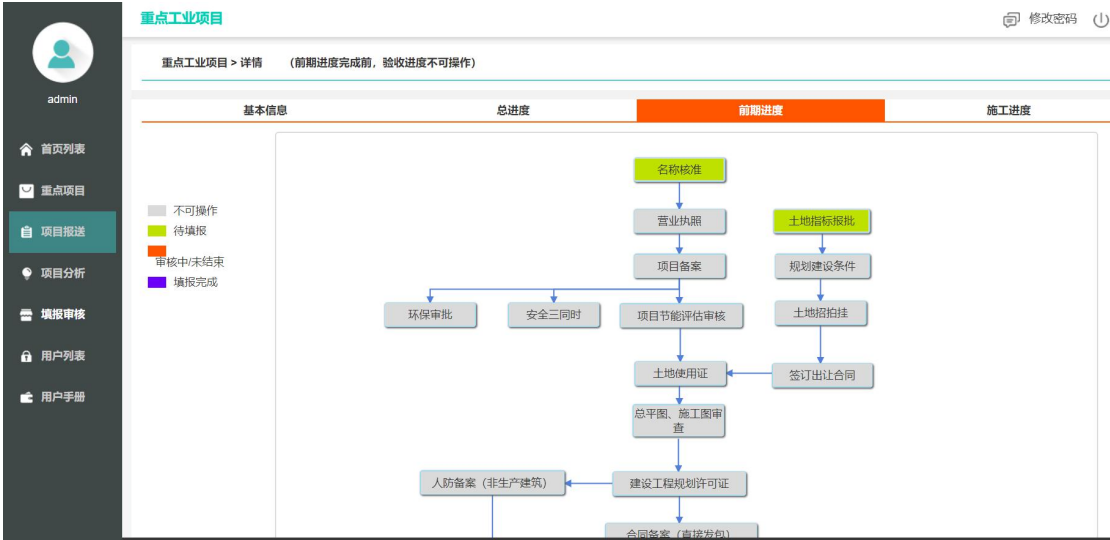 重点工业项目
修改密码
重点工业项目 > 详情 （前期进度完成前，验收进度不可操作）
admin
基本信息
总进度
前期进度
施工进度
首页列表
重点项目
项目报送
项目分析
填报审核
用户列表
用户手册
不可操作
待填报
审核中/未结束
填报完成
名称核准
营业执照
土地指标报批
项目备案
规划建设条件
环保审批
安全三同时
项目节能评估审核
土地招拍挂
土地使用证
签订出让合同
总平图、施工图审
查
人防备案（非生产建筑）
建设工程规划许可证
合同备案（直接发包）